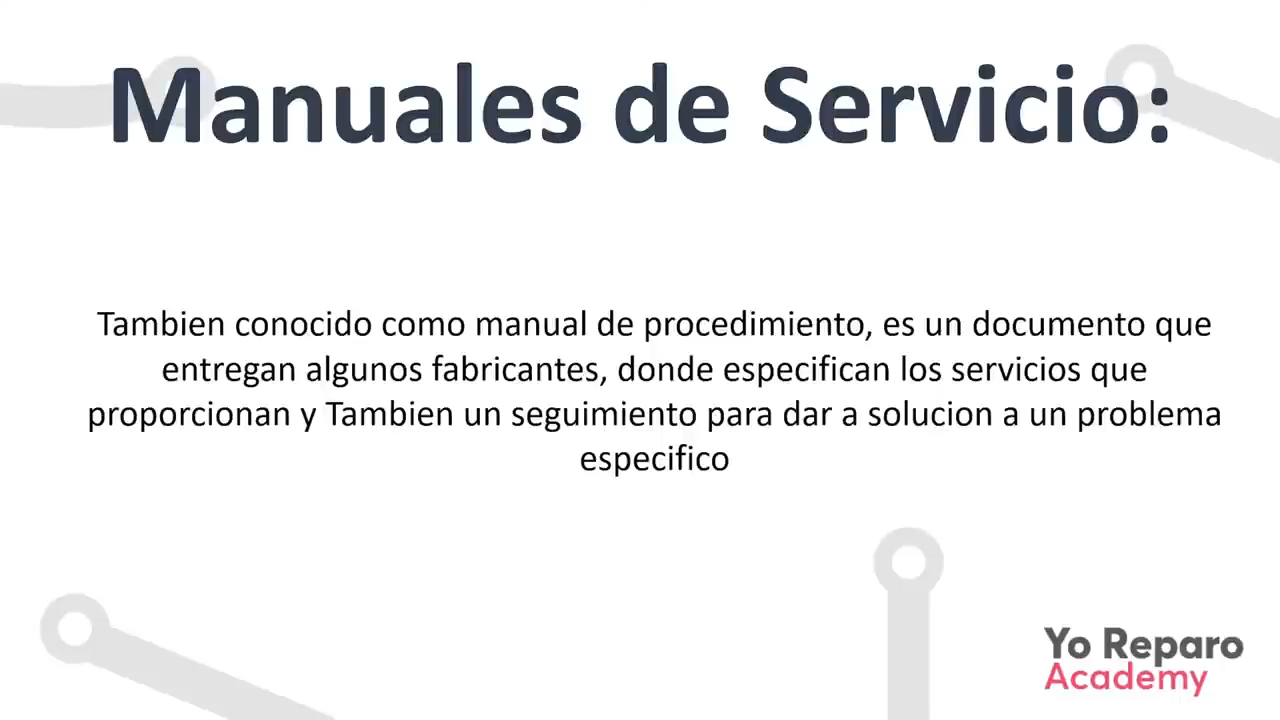 Manuales de Servicio:
Tambien conocido como manual de procedimiento, es un documento que
entregan algunos fabricantes, donde especifican los servicios que
proporcionan y Tambien un seguimiento para dar a solucion a un problema
especifico
Yo Reparo
Academy